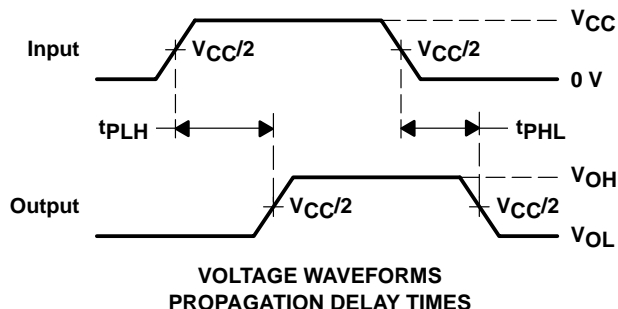 VCC
Input
VCC/2
VCC/2
0 V
tPLH
tPHL
VOH
Output
VCC/2
VCC/2
VOL
VOLTAGE WAVEFORMS
PROPAGATION DELAY TIMES